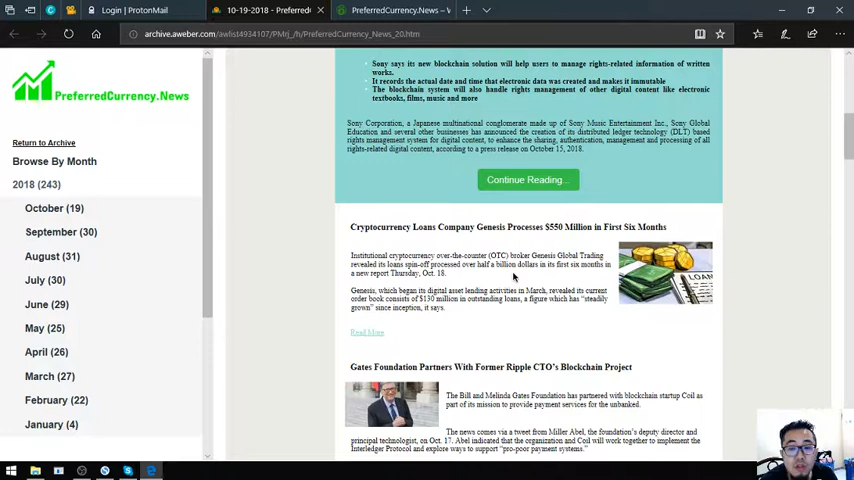 Login | ProtonMail
10-19-2018 - Preferred
PreferredCurrency.News – W
archive.aweber.com/awlist4934107/PMrj_/h/PreferredCurrency_News_20.htm
PreferredCurrency.News
Return to Archive
Browse By Month
2018 (243)
October (19)
September (30)
August (31)
July (30)
June (29)
May (25)
April (26)
March (27)
February (22)
January (4)
Sony says its new blockchain solution will help users to manage rights-related information of written
works.
It records the actual date and time that electronic data was created and makes it immutable
The blockchain system will also handle rights management of other digital content like electronic
textbooks, films, music and more
Sony Corporation, a Japanese multinational conglomerate made up of Sony Music Entertainment Inc., Sony Global
Education and several other businesses has announced the creation of its distributed ledger technology (DLT) based
rights management system for digital content, to enhance the sharing, authentication, management and processing of all
rights-related digital content, according to a press release on October 15, 2018.
Continue Reading...
Cryptocurrency Loans Company Genesis Processes $550 Million in First Six Months
Institutional cryptocurrency over-the-counter (OTC) broker Genesis Global Trading
revealed its loans spin-off processed over half a billion dollars in its first six months in
a new report Thursday, Oct. 18.
Genesis, which began its digital asset lending activities in March, revealed its current
order book consists of $130 million in outstanding loans, a figure which has “steadily
grown” since inception, it says.
LOAN
Read More
Gates Foundation Partners With Former Ripple CTO’s Blockchain Project
The Bill and Melinda Gates Foundation has partnered with blockchain startup Coil as
part of its mission to provide payment services for the unbanked.
The news comes via a tweet from Miller Abel, the foundation’s deputy director and
principal technologist, on Oct. 17. Abel indicated that the organization and Coil will work together to implement the
Interledger Protocol and explore ways to support “pro-poor payment systems.”